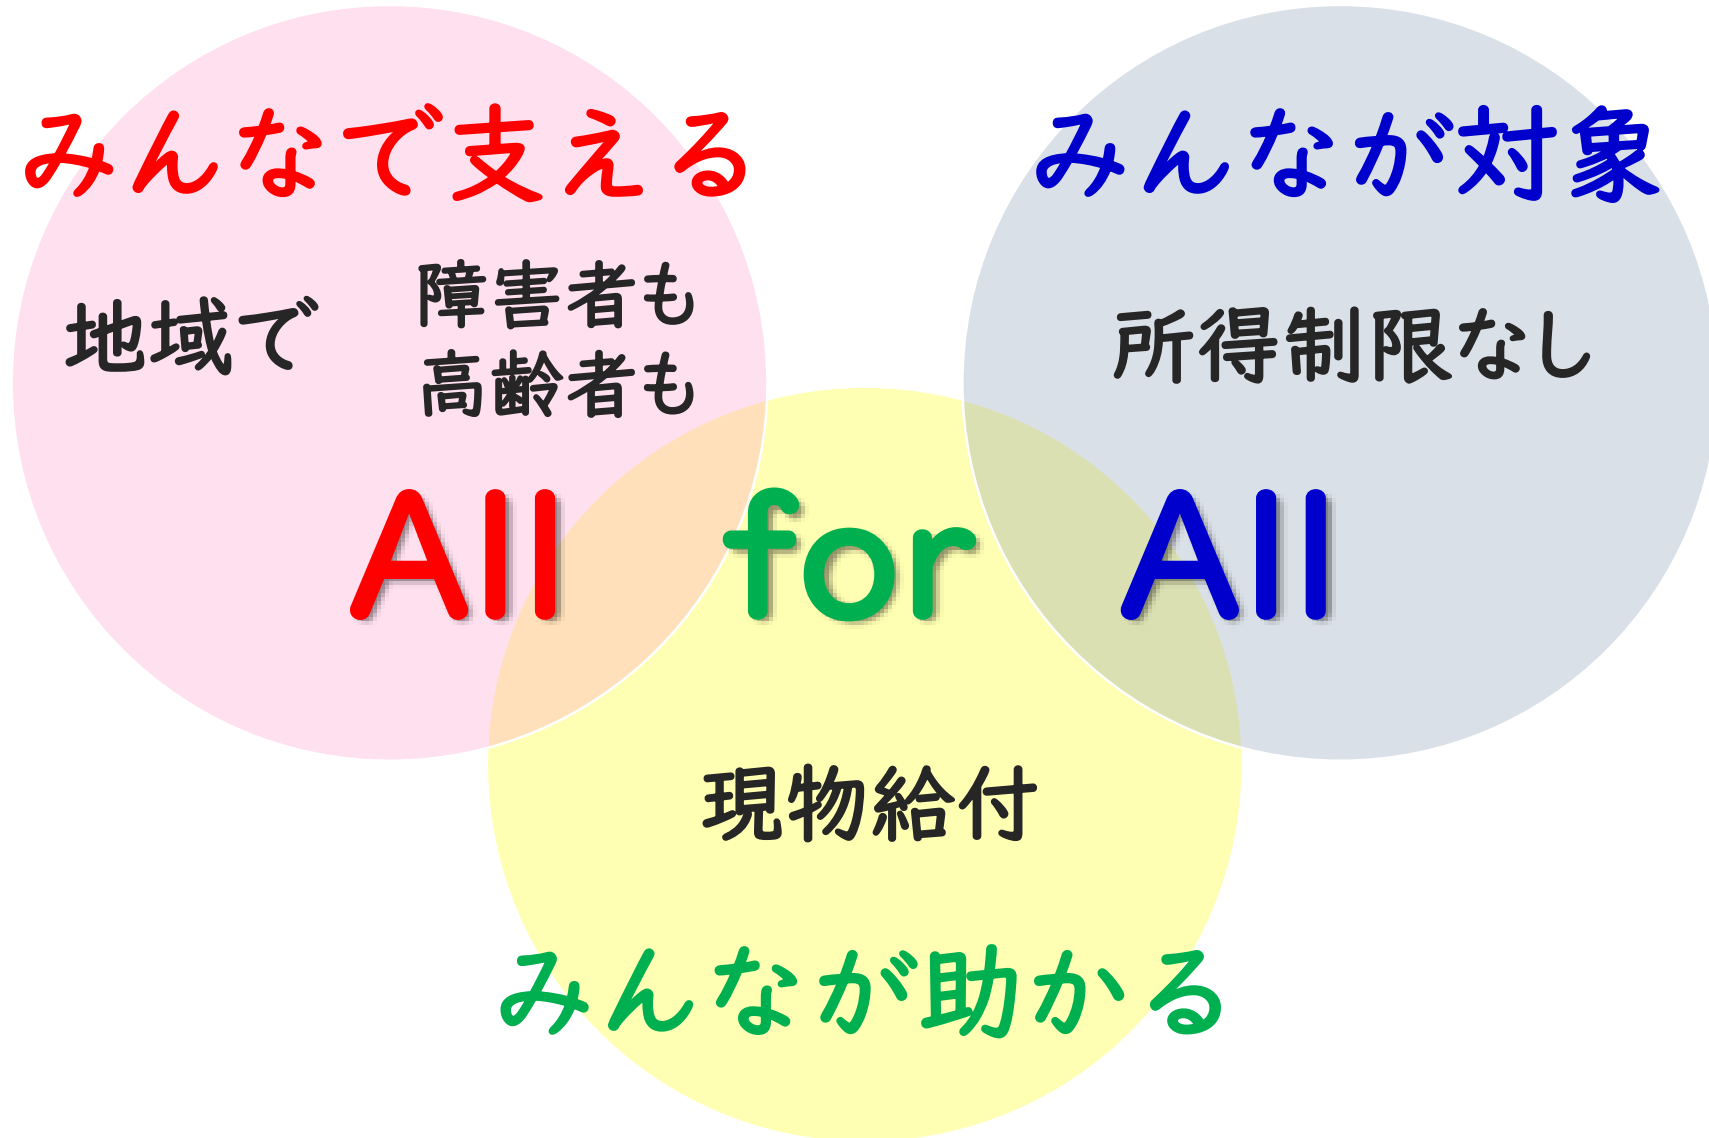 みんなで支える
みんなが対象
地域で
障害者も
高齢者も
所得制限なし
All for All
現物給付
みんなが助かる